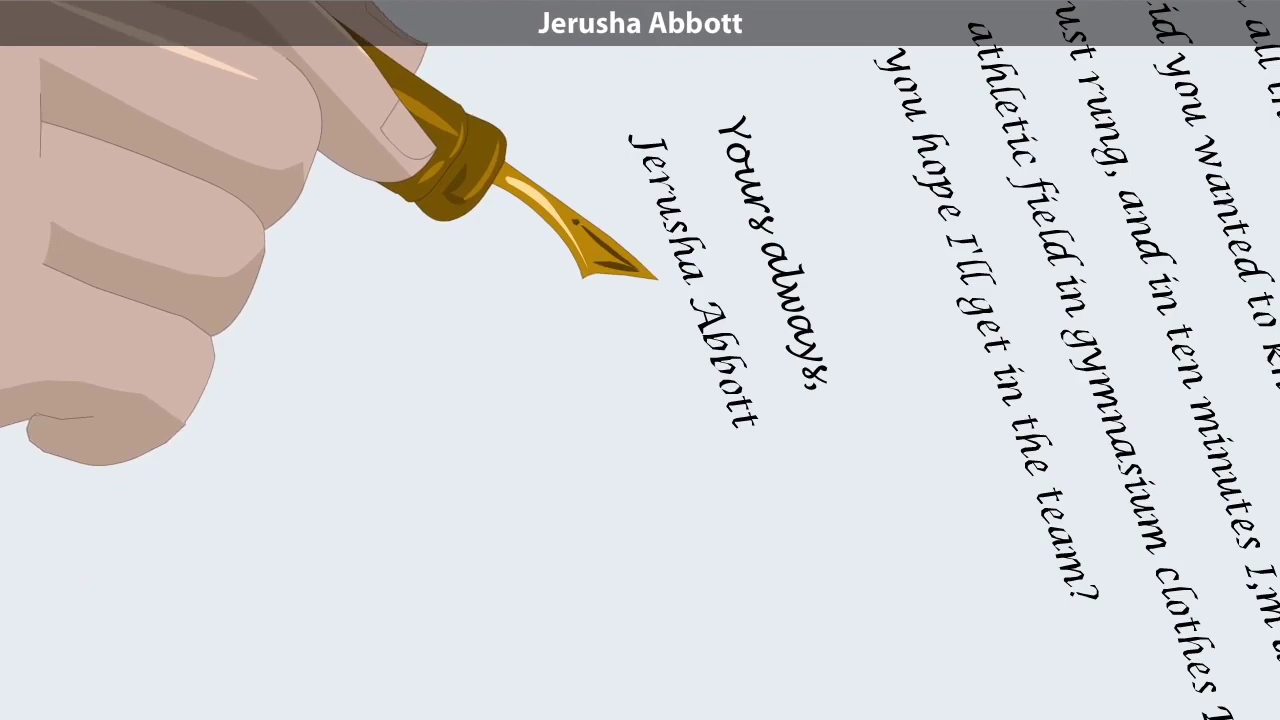 Jerusha Abbott
all
id you wanted to
ust rung, and in ten minutes I,m
athletic field in gymnasium clothes
you hope I'll get in the team?
Yours always,
Jerusha Abbott